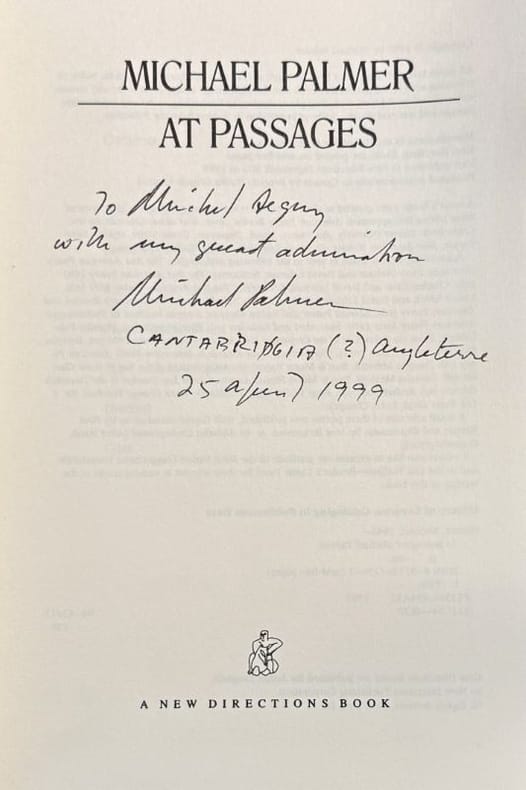 MICHAEL PALMER
AT PASSAGES
To Michel Deguy
with my great admiration
Michael Palmer
CANTABRIGIA (?) Angleterre
25 April 1999
A NEW DIRECTIONS BOOK